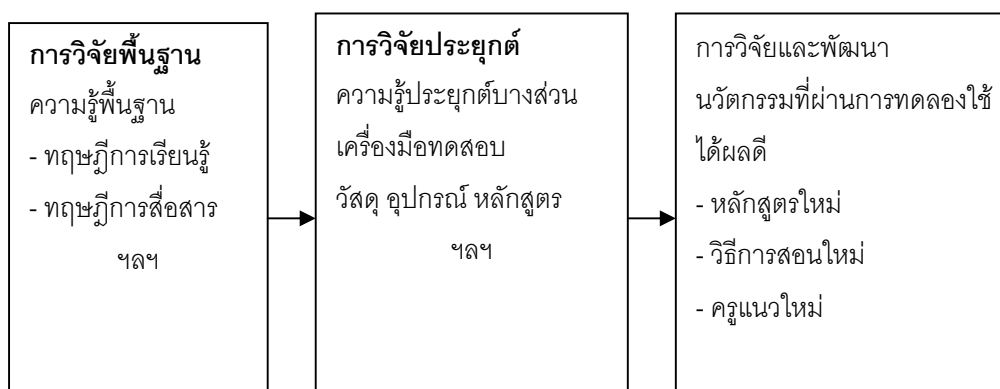 การวิจัยพื้นฐาน
ความรู้พื้นฐาน
- ทฤษฎีการเรียนรู้
- ทฤษฎีการสื่อสาร
ฯลฯ
การวิจัยประยุกต์
ความรู้ประยุกต์บางส่วน
เครื่องมือทดสอบ
วัสดุ อุปกรณ์ หลักสูตร
ฯลฯ
การวิจัยและพัฒนา
นวัตกรรมที่ผ่านการทดลองใช้
ได้ผลดี
- หลักสูตรใหม่
- วิธีการสอนใหม่
- ครูแนวใหม่